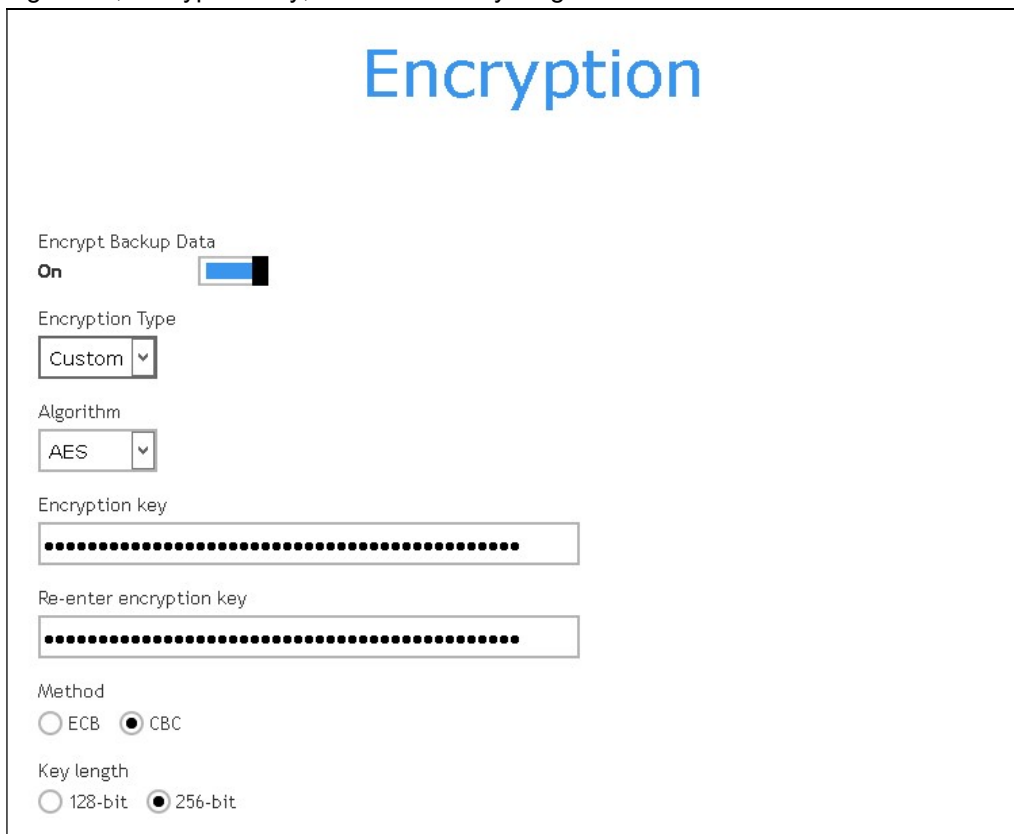 Encryption
Encrypt Backup Data
On
Encryption Type
Custom
Algorithm
AES
Encryption key
••••••••••••••••••••••••••••••••••••••••••••
Re-enter encryption key
••••••••••••••••••••••••••••••••••••••••••••
Method
ECB CBC
Key length
128-bit 256-bit